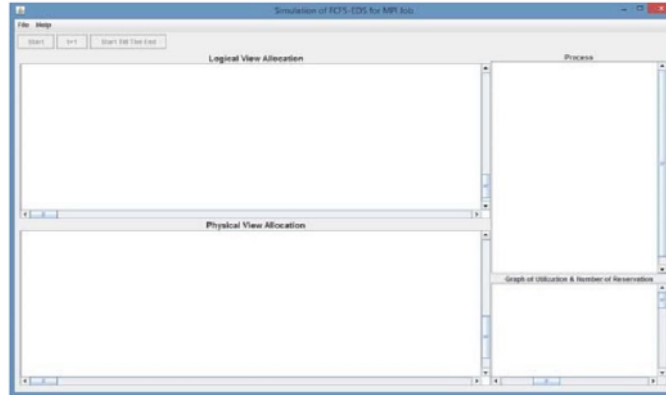 Simulation of FCFS-EDS for MPI Job
File Help
Start t+1 Start Till The End
Logical View Allocation
Process
Physical View Allocation
Graph of Utilization & Number of Reservation